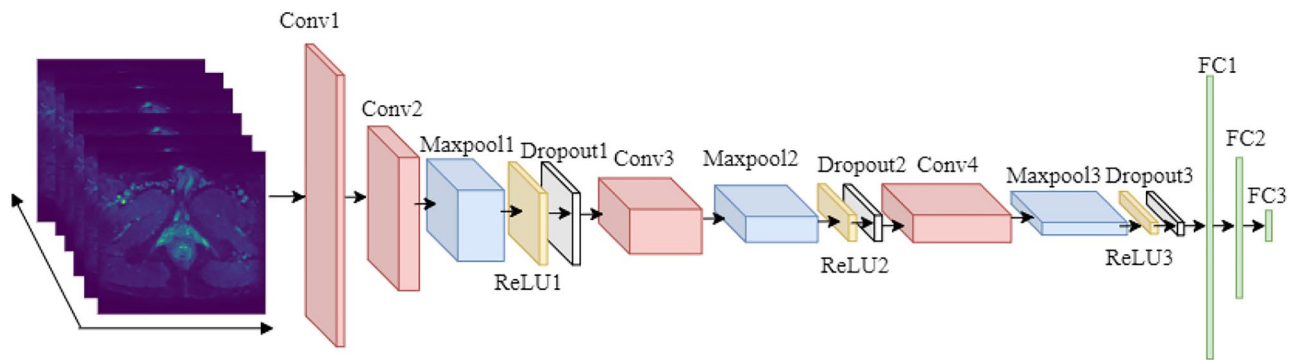 Conv1
Conv2
Maxpool1
ReLU1
Dropout1
Conv3
Maxpool2
ReLU2
Dropout2
Conv4
Maxpool3
ReLU3
Dropout3
FC1
FC2
FC3